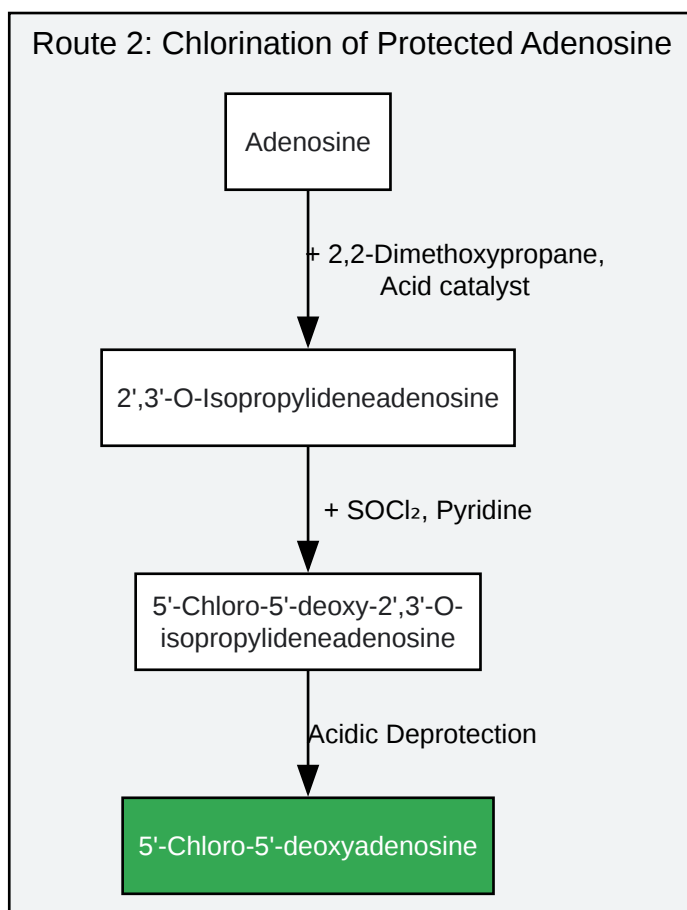 Route 2: Chlorination of Protected Adenosine
Adenosine
+ 2,2-Dimethoxypropane,
Acid catalyst
2',3'-O-Isopropylideneadenosine
+ SOCl₂, Pyridine
5'-Chloro-5'-deoxy-2',3'-O-
isopropylideneadenosine
Acidic Deprotection
5'-Chloro-5'-deoxyadenosine